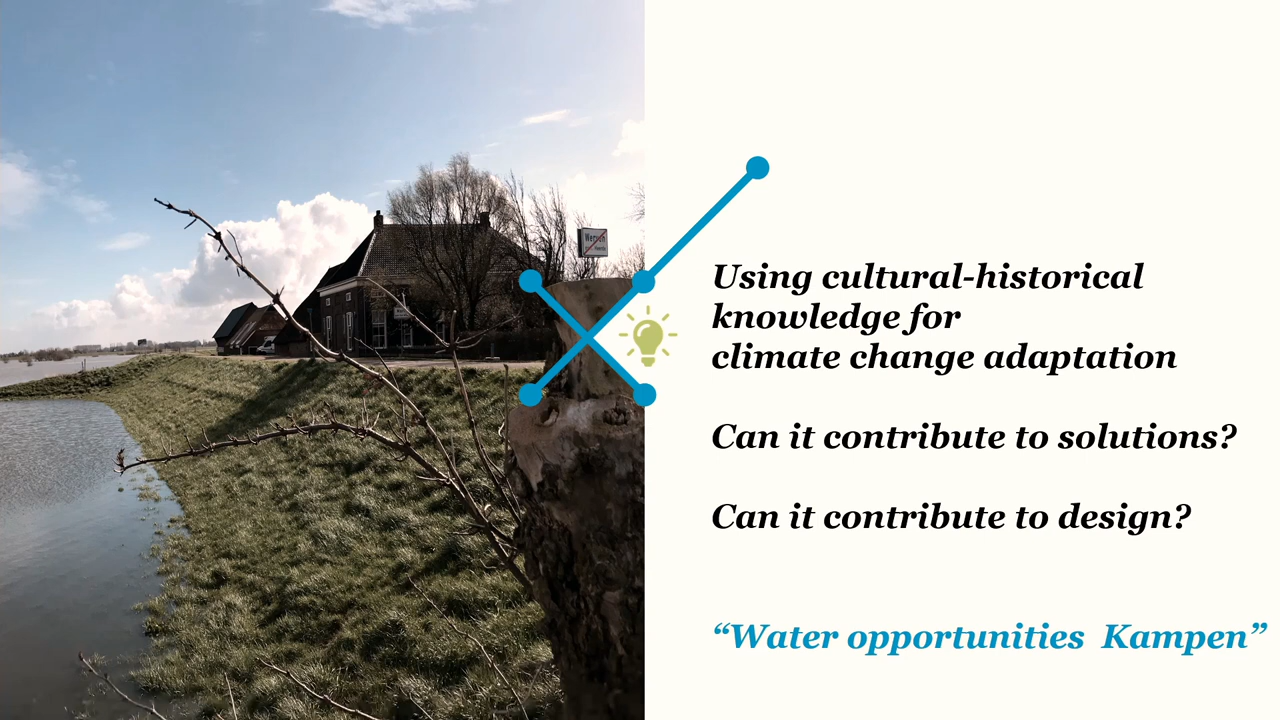 Using cultural-historical
knowledge for
climate change adaptation
Can it contribute to solutions?
Can it contribute to design?
“Water opportunities  Kampen”